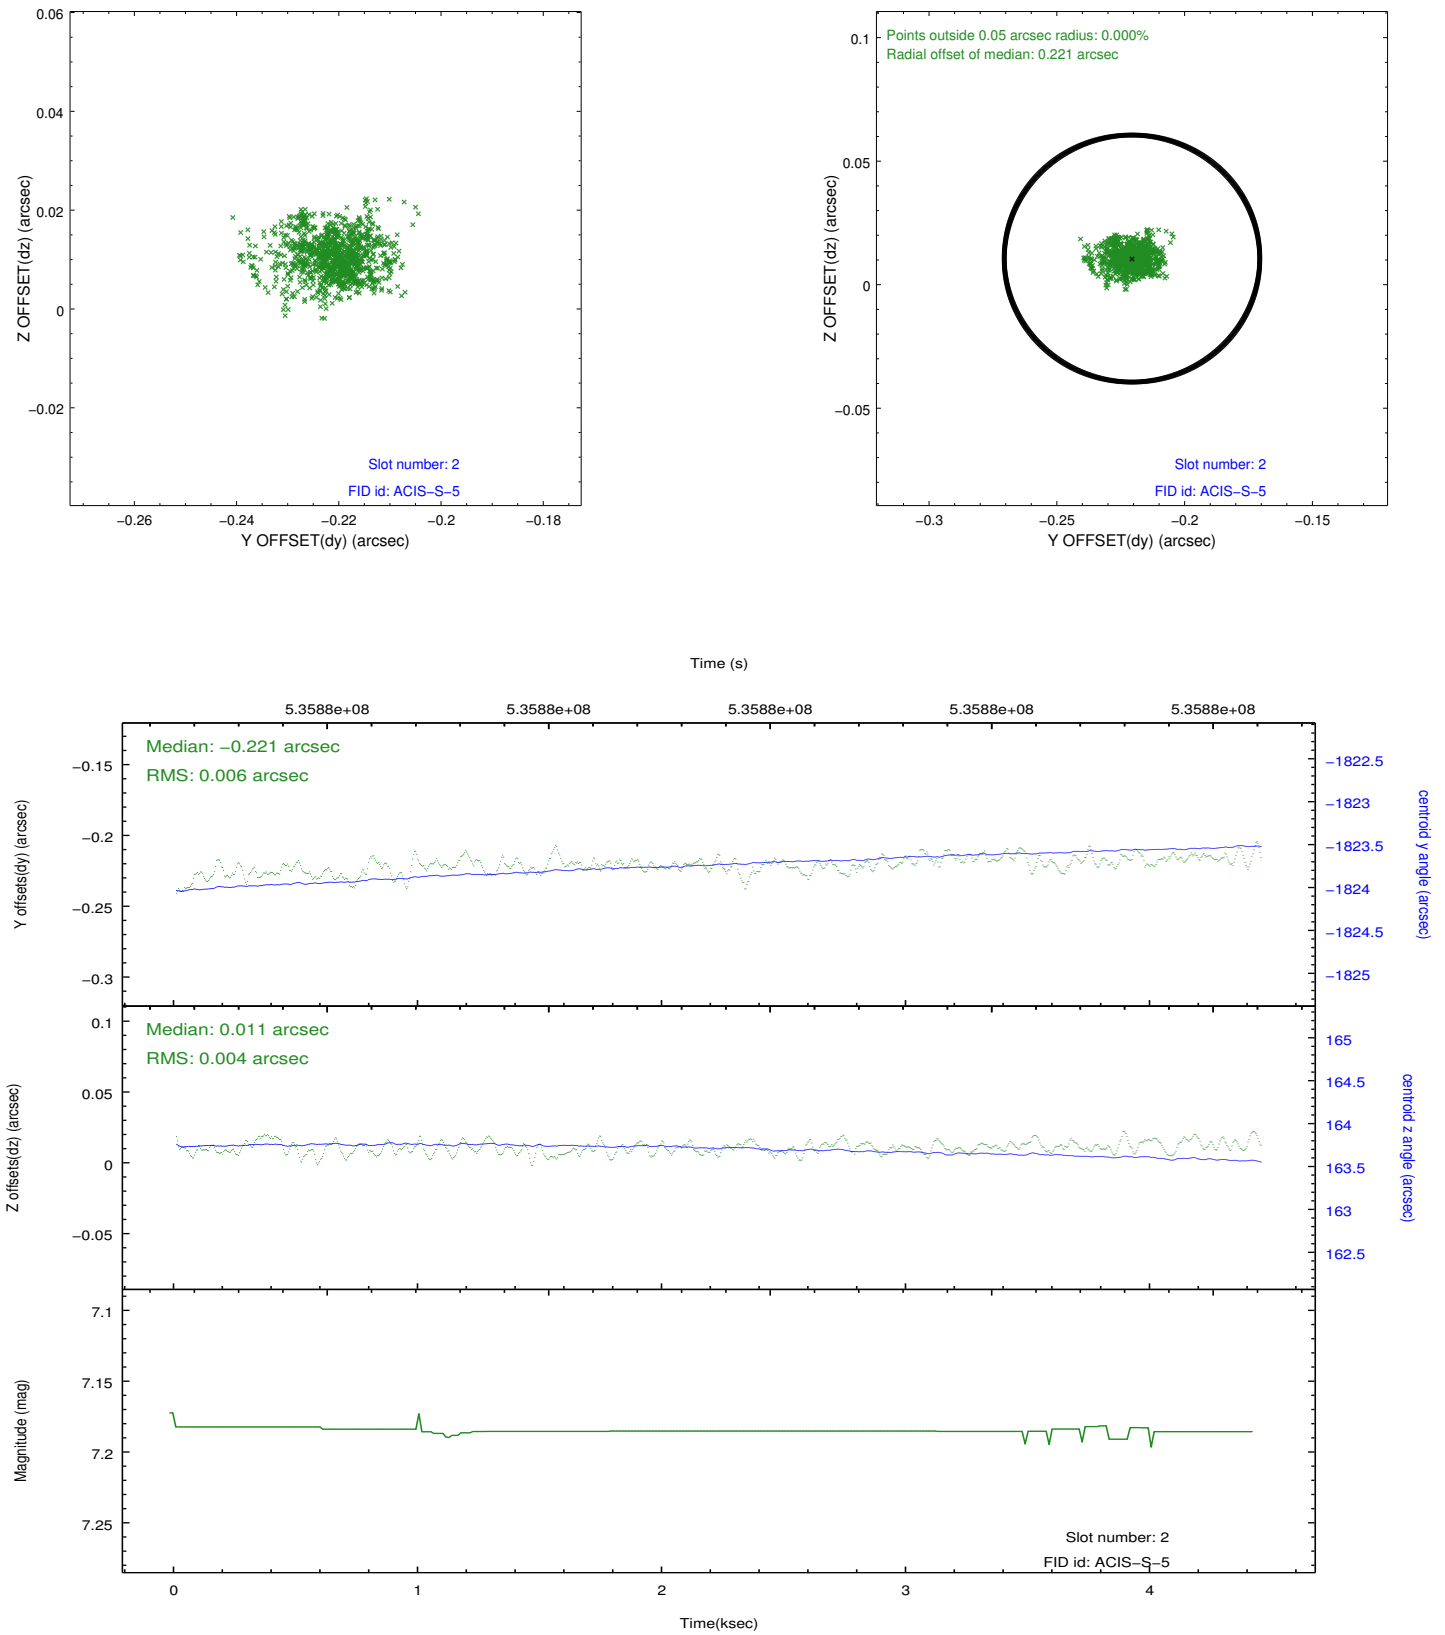 0.06
0.04
0.02
0
−0.02
Z OFFSET(dz) (arcsec)
Slot number: 2
FID id: ACIS−S−5
−0.26 −0.24 −0.22 −0.2 −0.18
Y OFFSET(dy) (arcsec)
Points outside 0.05 arcsec radius: 0.000%
Radial offset of median: 0.221 arcsec
0.1
0.05
0
−0.05
Z OFFSET(dz) (arcsec)
Slot number: 2
FID id: ACIS−S−5
−0.3 −0.25 −0.2 −0.15
Y OFFSET(dy) (arcsec)
Time (s)
5.3588e+08 5.3588e+08 5.3588e+08 5.3588e+08 5.3588e+08
Median: −0.221 arcsec
RMS: 0.006 arcsec
−0.15
−0.2
−0.25
−0.3
Y offsets(dy) (arcsec)
−1822.5
−1823
−1823.5
−1824
−1824.5
−1825
centroid y angle (arcsec)
Median: 0.011 arcsec
RMS: 0.004 arcsec
0.1
0.05
0
−0.05
Z offsets(dz) (arcsec)
165
164.5
164
163.5
163
162.5
centroid z angle (arcsec)
7.1
7.15
7.2
7.25
Magnitude (mag)
Slot number: 2
FID id: ACIS−S−5
0 1 2 3 4
Time(ksec)